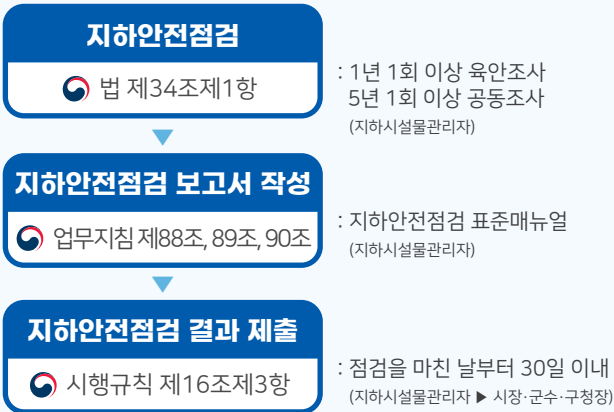 지하안전점검
법 제34조제1항
: 1년 1회 이상 육안조사
5년 1회 이상 공동조사
(지하시설물관리자)
지하안전점검 보고서 작성
업무지침 제88조, 89조, 90조
: 지하안전점검 표준매뉴얼
(지하시설물관리자)
지하안전점검 결과 제출
시행규칙 제16조제3항
: 점검을 마친 날부터 30일 이내
(지하시설물관리자 ▶ 시장·군수·구청장)